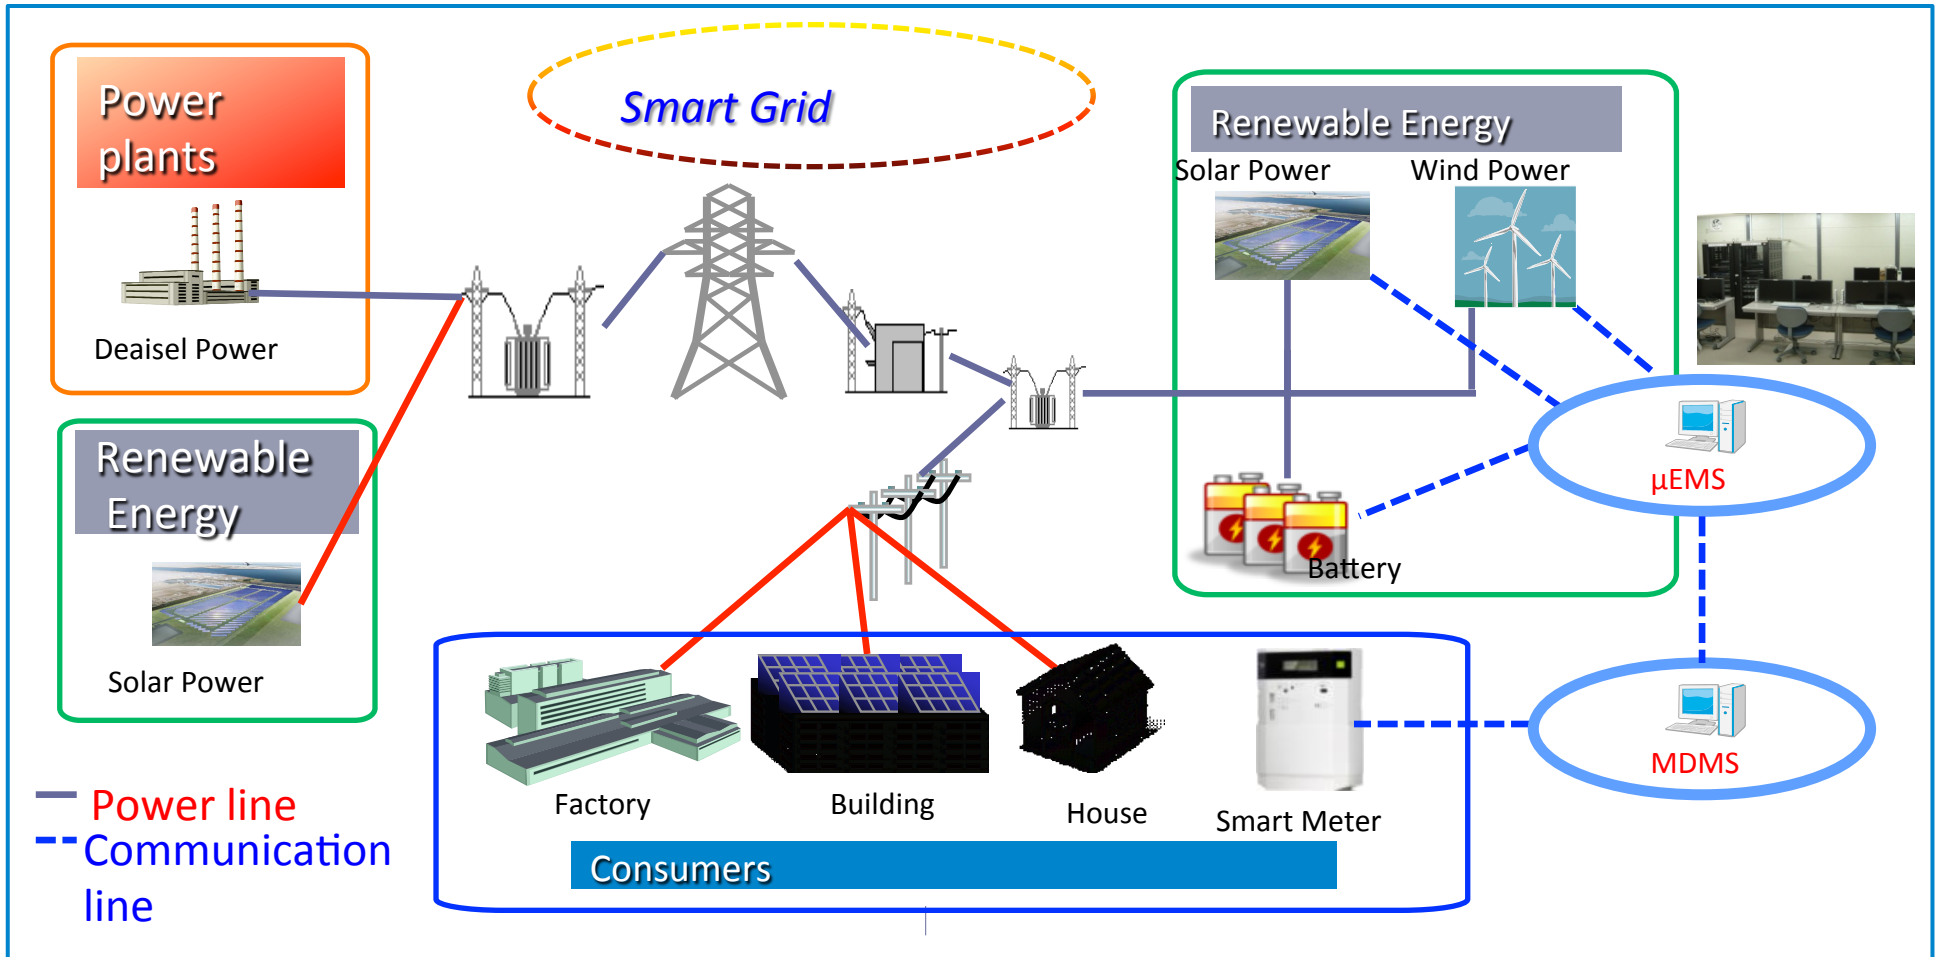 Power
plants
Deaisel Power
Smart Grid
Renewable Energy
Solar Power
Wind Power
Battery
µEMS
MDMS
Renewable
Energy
Solar Power
Factory
Building
House
Smart Meter
Consumers
Power line
Communication
line